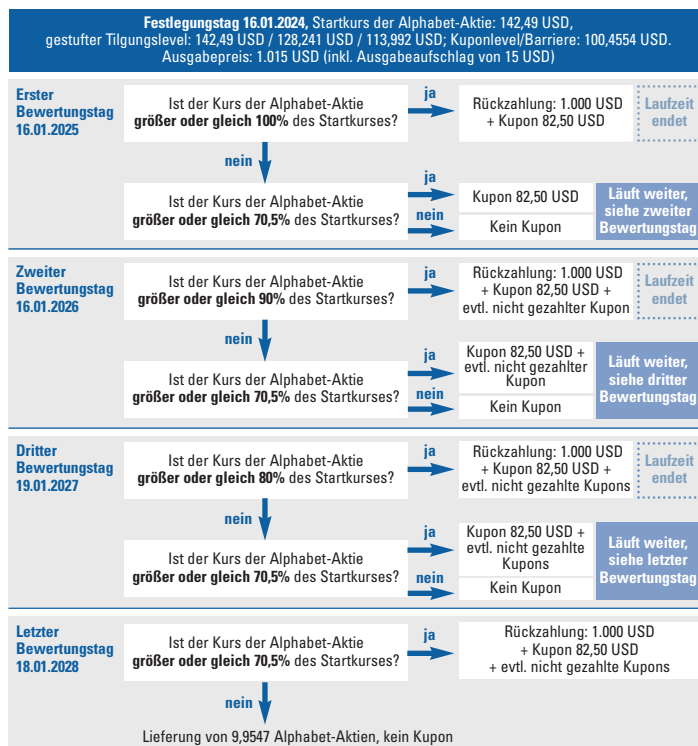 Festlegungstag 16.01.2024, Startkurs der Alphabet-Aktie: 142,49 USD,
gestufter Tilgungslevel: 142,49 USD / 128,241 USD / 113,992 USD; Kuponlevel/Barriere: 100,4554 USD.
Ausgabepreis: 1.015 USD (inkl. Ausgabeaufschlag von 15 USD)
Erster
Bewertungstag
16.01.2025
Ist der Kurs der Alphabet-Aktie
größer oder gleich 100% des Startkurses?
ja
Rückzahlung: 1.000 USD
+ Kupon 82,50 USD
Laufzeit
endet
nein
Ist der Kurs der Alphabet-Aktie
größer oder gleich 70,5% des Startkurses?
ja
Kupon 82,50 USD
nein
Kein Kupon
Läuft weiter,
siehe zweiter
Bewertungstag
Zweiter
Bewertungstag
16.01.2026
Ist der Kurs der Alphabet-Aktie
größer oder gleich 90% des Startkurses?
ja
Rückzahlung: 1.000 USD
+ Kupon 82,50 USD +
evtl. nicht gezahlter Kupon
Laufzeit
endet
nein
Ist der Kurs der Alphabet-Aktie
größer oder gleich 70,5% des Startkurses?
ja
Kupon 82,50 USD +
evtl. nicht gezahlter
Kupon
nein
Kein Kupon
Läuft weiter,
siehe dritter
Bewertungstag
Dritter
Bewertungstag
19.01.2027
Ist der Kurs der Alphabet-Aktie
größer oder gleich 80% des Startkurses?
ja
Rückzahlung: 1.000 USD
+ Kupon 82,50 USD +
evtl. nicht gezahlte Kupons
Laufzeit
endet
nein
Ist der Kurs der Alphabet-Aktie
größer oder gleich 70,5% des Startkurses?
ja
Kupon 82,50 USD +
evtl. nicht gezahlte
Kupons
nein
Kein Kupon
Läuft weiter,
siehe letzter
Bewertungstag
Letzter
Bewertungstag
18.01.2028
Ist der Kurs der Alphabet-Aktie
größer oder gleich 70,5% des Startkurses?
ja
Rückzahlung: 1.000 USD
+ Kupon 82,50 USD
+ evtl. nicht gezahlte Kupons
nein
Lieferung von 9,9547 Alphabet-Aktien, kein Kupon